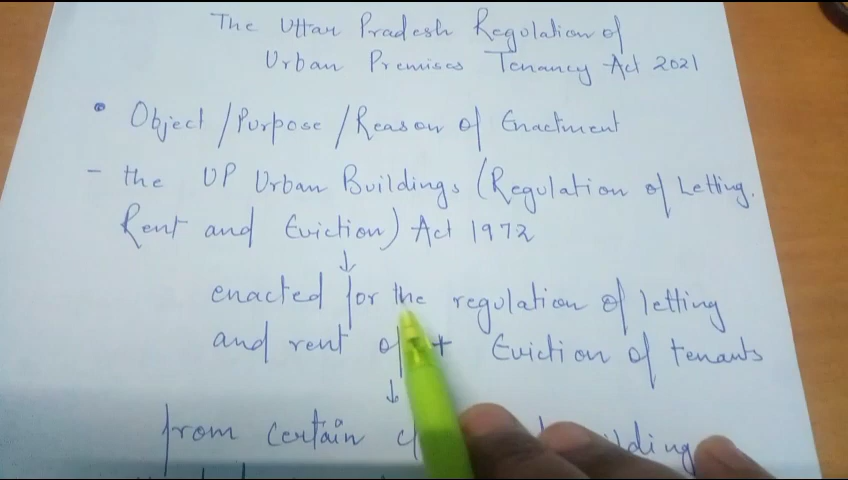 The Uttar Pradesh Regulation of
Urban Premises Tenancy Act 2021
• Object/Purpose/Reason of Enactment
- the UP Urban Buildings (Regulation of Letting.
Rent and Eviction) Act 1972
↓
enacted for the regulation of letting
and rent of + Eviction of tenants
↓
from certain